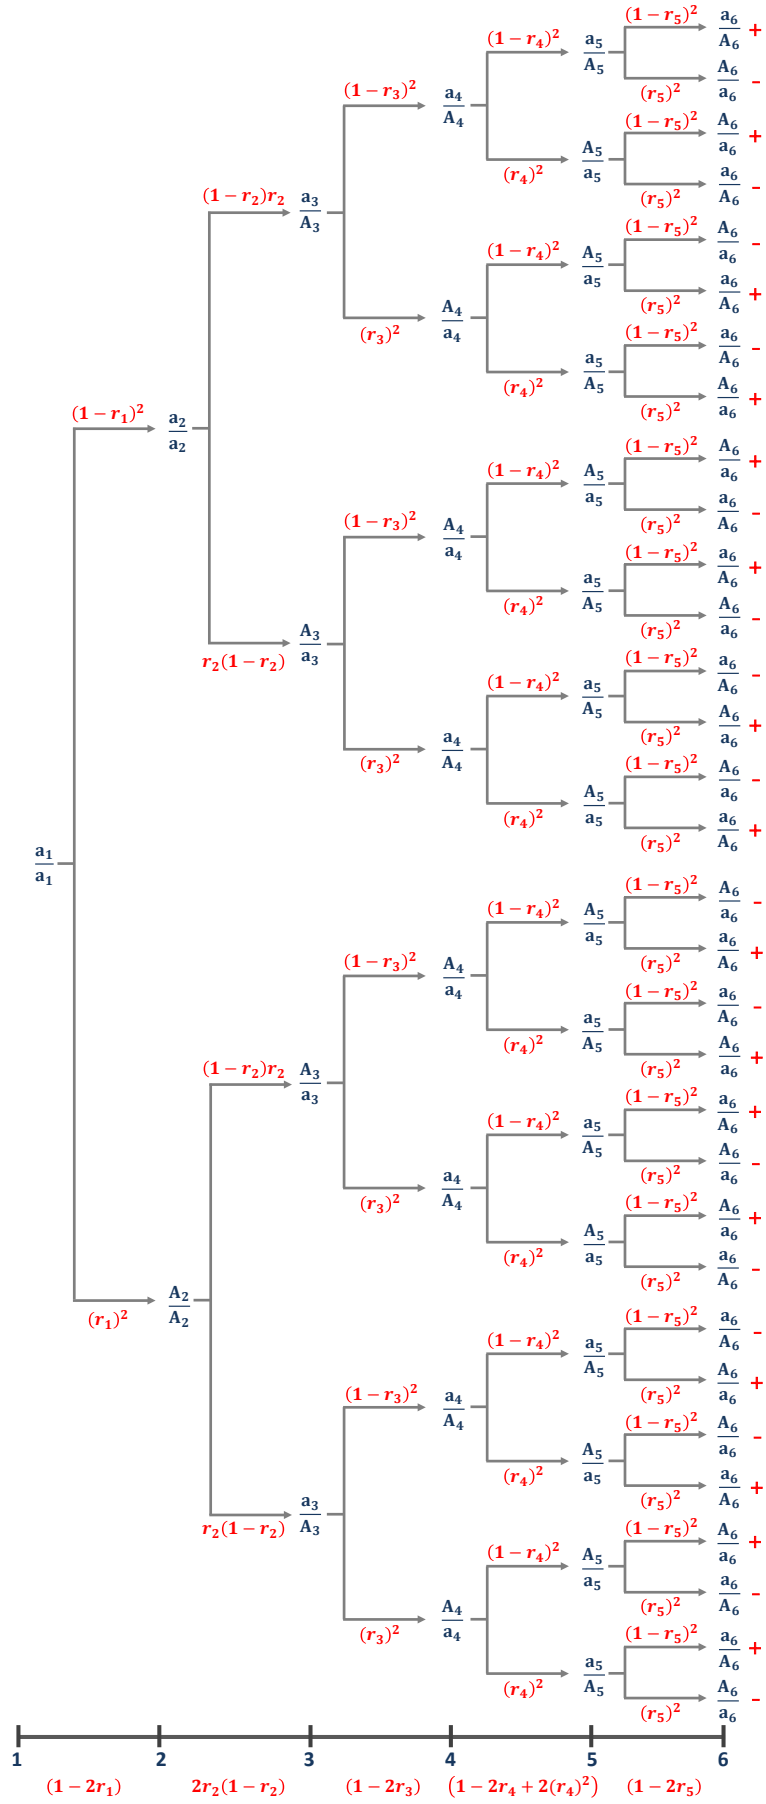 (1−r₅)² a₆/A₆ +
(1−r₄)² a₅/A₅
(r₅)² A₆/a₆ −
(1−r₃)² a₄/A₄
(1−r₅)² A₆/a₆ +
(r₄)² A₅/a₅
(r₅)² a₆/A₆ −
(1−r₂)r₂ a₃/A₃
(1−r₅)² A₆/a₆ −
(1−r₄)² A₅/a₅
(r₅)² a₆/A₆ +
(r₃)² A₄/a₄
(1−r₅)² a₆/A₆ −
(r₄)² a₅/A₅
(r₅)² A₆/a₆ +
(1−r₁)² a₂/a₂
(1−r₅)² A₆/a₆ +
(1−r₄)² A₅/a₅
(r₅)² a₆/A₆ −
(1−r₃)² A₄/a₄
(1−r₅)² a₆/A₆ +
(r₄)² a₅/A₅
(r₅)² A₆/a₆ −
r₂(1−r₂) A₃/a₃
(1−r₅)² a₆/A₆ −
(1−r₄)² a₅/A₅
(r₅)² A₆/a₆ +
(r₃)² a₄/A₄
(1−r₅)² A₆/a₆ −
(r₄)² A₅/a₅
(r₅)² a₆/A₆ +
a₁/a₁
(1−r₅)² A₆/a₆ −
(1−r₄)² A₅/a₅
(r₅)² a₆/A₆ +
(1−r₃)² A₄/a₄
(1−r₅)² a₆/A₆ −
(r₄)² a₅/A₅
(r₅)² A₆/a₆ +
(1−r₂)r₂ A₃/a₃
(1−r₅)² a₆/A₆ +
(1−r₄)² a₅/A₅
(r₅)² A₆/a₆ −
(r₃)² a₄/A₄
(1−r₅)² A₆/a₆ +
(r₄)² A₅/a₅
(r₅)² a₆/A₆ −
(r₁)² A₂/A₂
(1−r₅)² a₆/A₆ −
(1−r₄)² a₅/A₅
(r₅)² A₆/a₆ +
(1−r₃)² a₄/A₄
(1−r₅)² A₆/a₆ −
(r₄)² A₅/a₅
(r₅)² a₆/A₆ +
r₂(1−r₂) a₃/A₃
(1−r₅)² A₆/a₆ +
(1−r₄)² A₅/a₅
(r₅)² a₆/A₆ −
(r₃)² A₄/a₄
(1−r₅)² a₆/A₆ +
(r₄)² a₅/A₅
(r₅)² A₆/a₆ −
1 2 3 4 5 6
(1−2r₁) 2r₂(1−r₂) (1−2r₃) (1−2r₄+2(r₄)²) (1−2r₅)